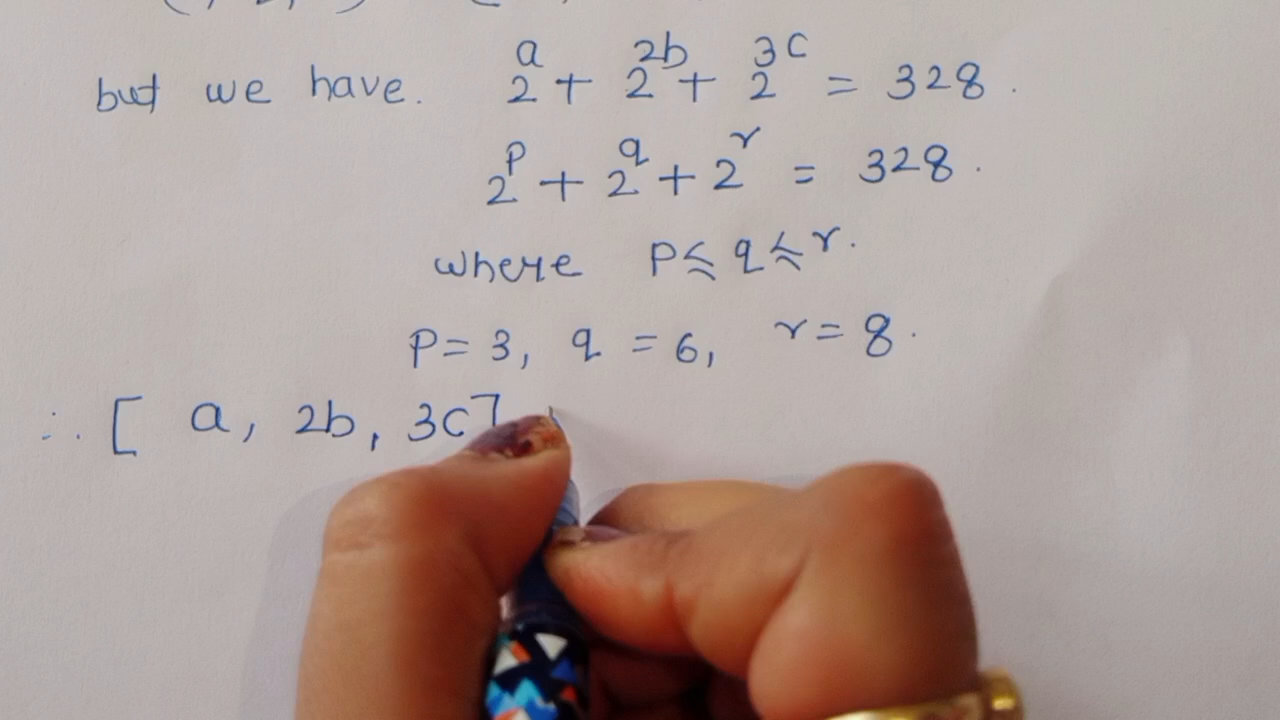 but we have. 2^a + 2^2b + 2^3c = 328.
2^p + 2^q + 2^r = 328.
where p ≤ q ≤ r.
p = 3, q = 6, r = 8.
∴ [ a, 2b, 3c]